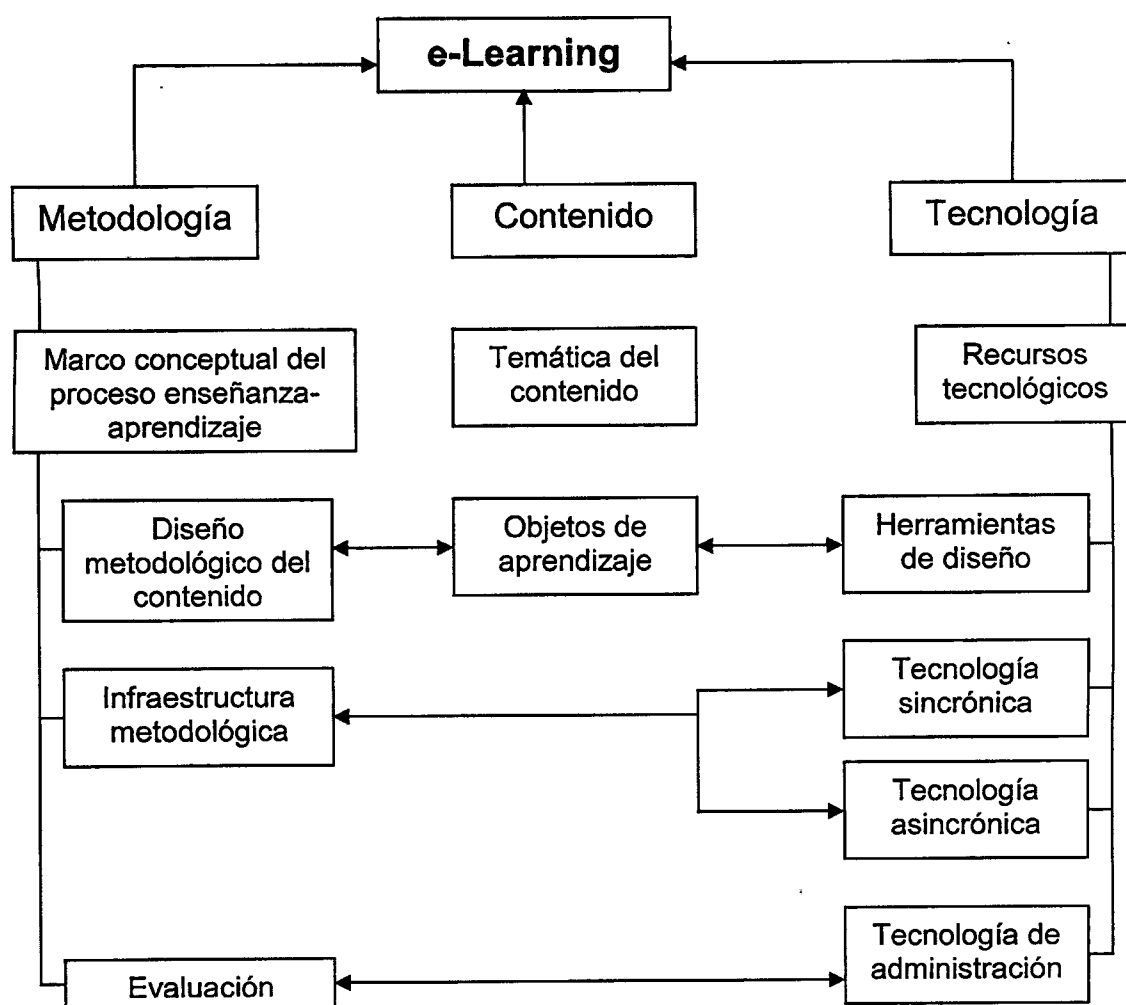 e-Learning
Metodología
Contenido
Tecnología
Marco conceptual del
proceso enseñanza-
aprendizaje
Temática del
contenido
Recursos
tecnológicos
Diseño
metodológico del
contenido
Objetos de
aprendizaje
Herramientas
de diseño
Infraestructura
metodológica
Tecnología
sincrónica
Tecnología
asincrónica
Evaluación
Tecnología de
administración